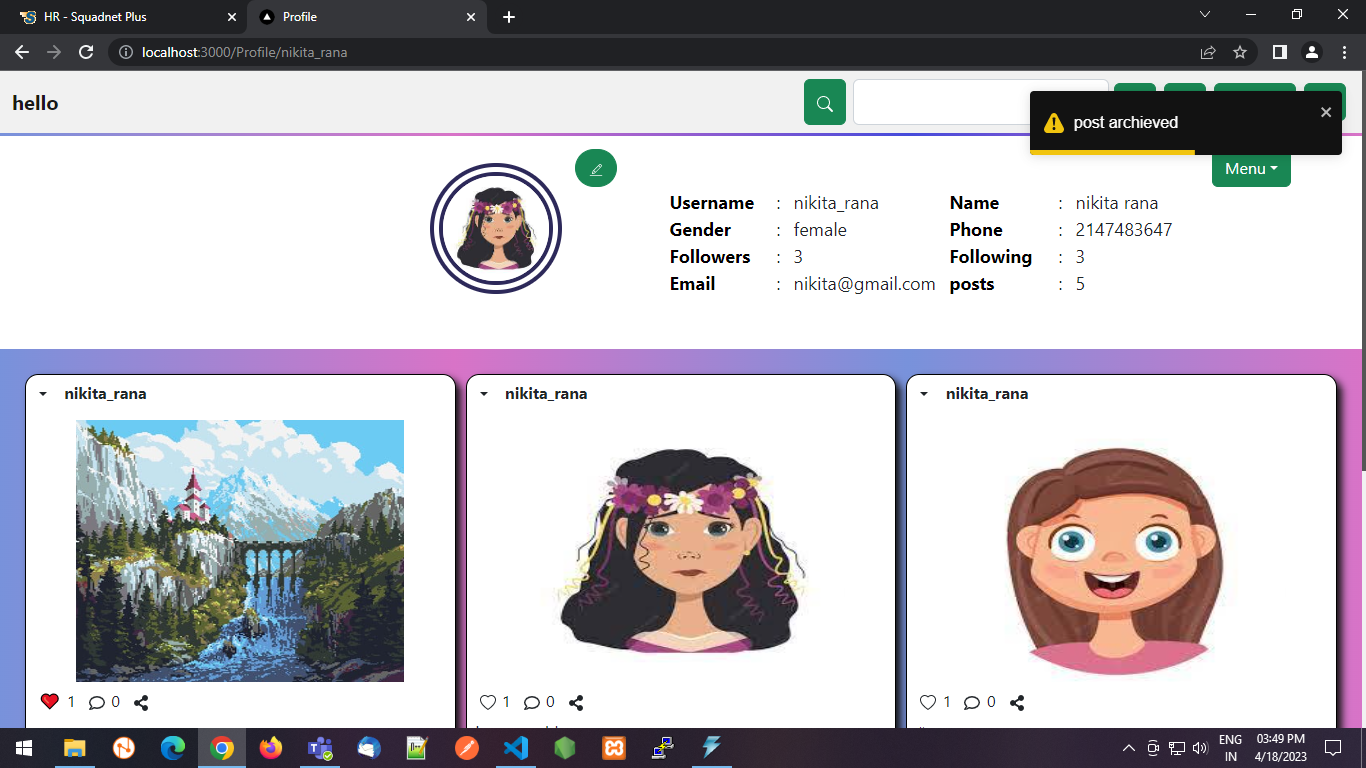 HR - Squadnet Plus
Profile
localhost:3000/Profile/nikita_rana
hello
post archieved
Menu
Username : nikita_rana Name : nikita rana
Gender : female Phone : 2147483647
Followers : 3 Following : 3
Email : nikita@gmail.com posts : 5
nikita_rana nikita_rana nikita_rana
1 0 1 0 1 0
ENG 03:49 PM
IN 4/18/2023